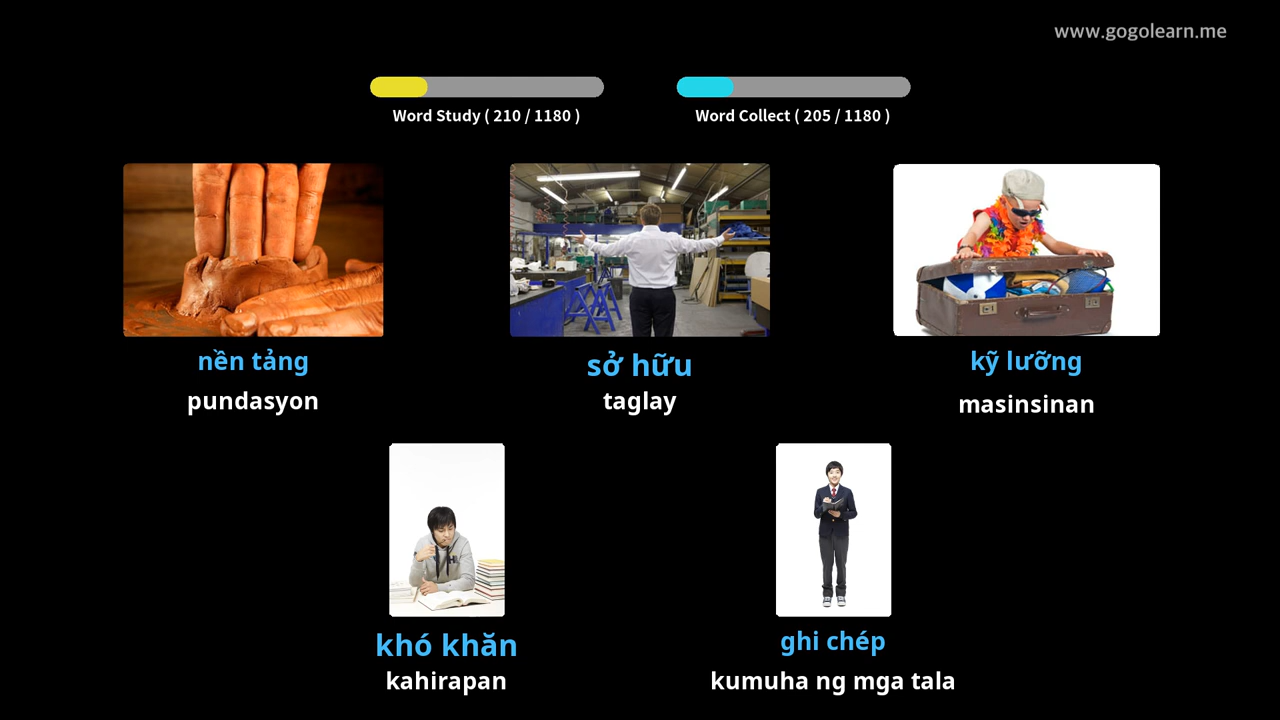 www.gogolearn.me
Word Study ( 210 / 1180 )
Word Collect ( 205 / 1180 )
nền tảng
pundasyon
sở hữu
taglay
kỹ lưỡng
masinsinan
khó khăn
kahirapan
ghi chép
kumuha ng mga tala